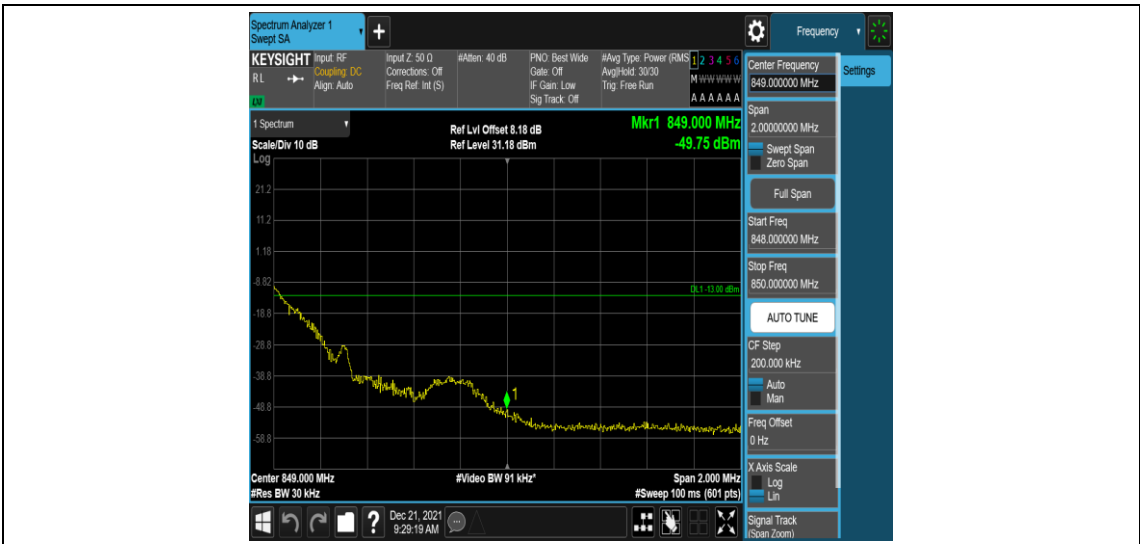 Spectrum Analyzer 1
Swept SA
+
Frequency
KEYSIGHT
Input: RF
Input Z: 50 Ω
#Atten: 40 dB
PNO: Best Wide
#Avg Type: Power (RMS
1 2 3 4 5 6
RL
Coupling: DC
Corrections: Off
Gate: Off
Avg|Hold: 30/30
M W W W W W
Align: Auto
Freq Ref: Int (S)
IF Gain: Low
Trig: Free Run
Sig Track: Off
A A A A A A
LXI
1 Spectrum
Ref Lvl Offset 8.18 dB
Mkr1 849.000 MHz
Scale/Div 10 dB
Ref Level 31.18 dBm
-49.75 dBm
Log
21.2
11.2
1.18
-8.82
DL1 -13.00 dBm
-18.8
-28.8
-38.8
1
-48.8
-58.8
Center 849.000 MHz
#Video BW 91 kHz*
Span 2.000 MHz
#Res BW 30 kHz
#Sweep 100 ms (601 pts)
?
Dec 21, 2021
9:29:19 AM
Center Frequency
849.000000 MHz
Settings
Span
2.00000000 MHz
Swept Span
Zero Span
Full Span
Start Freq
848.000000 MHz
Stop Freq
850.000000 MHz
AUTO TUNE
CF Step
200.000 kHz
Auto
Man
Freq Offset
0 Hz
X Axis Scale
Log
Lin
Signal Track
(Span Zoom)